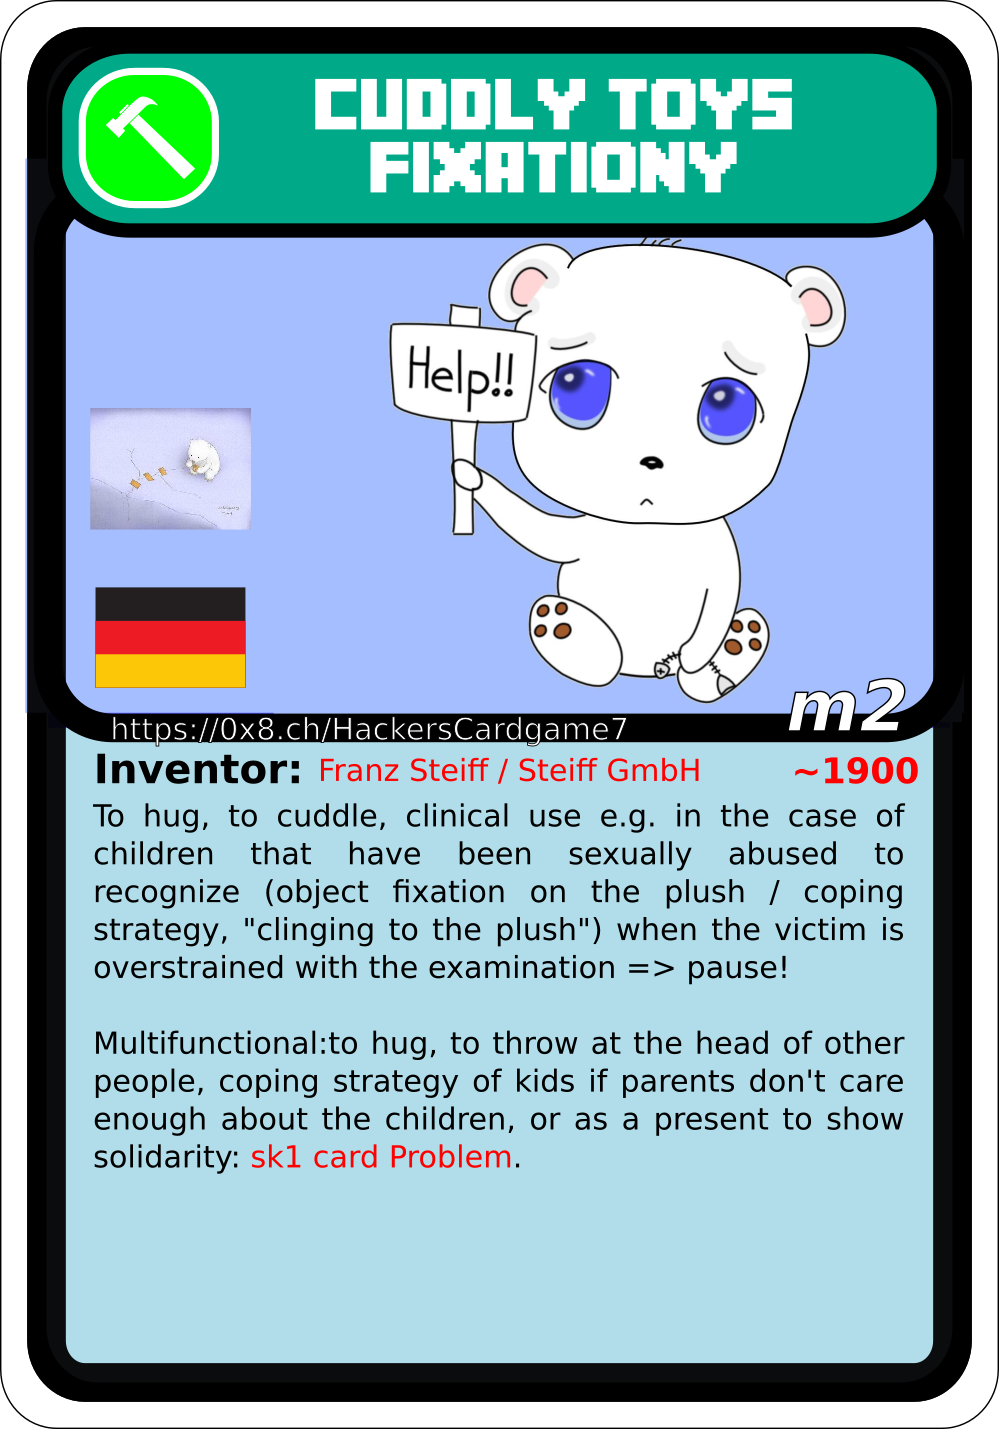 CUDDLY TOYS
FIXATIONY
Help!!
m2
https://0x8.ch/HackersCardgame7
Inventor: Franz Steiff / Steiff GmbH ~1900
To hug, to cuddle, clinical use e.g. in the case of
children that have been sexually abused to
recognize (object fixation on the plush / coping
strategy, "clinging to the plush") when the victim is
overstrained with the examination => pause!
Multifunctional:to hug, to throw at the head of other
people, coping strategy of kids if parents don't care
enough about the children, or as a present to show
solidarity: sk1 card Problem.